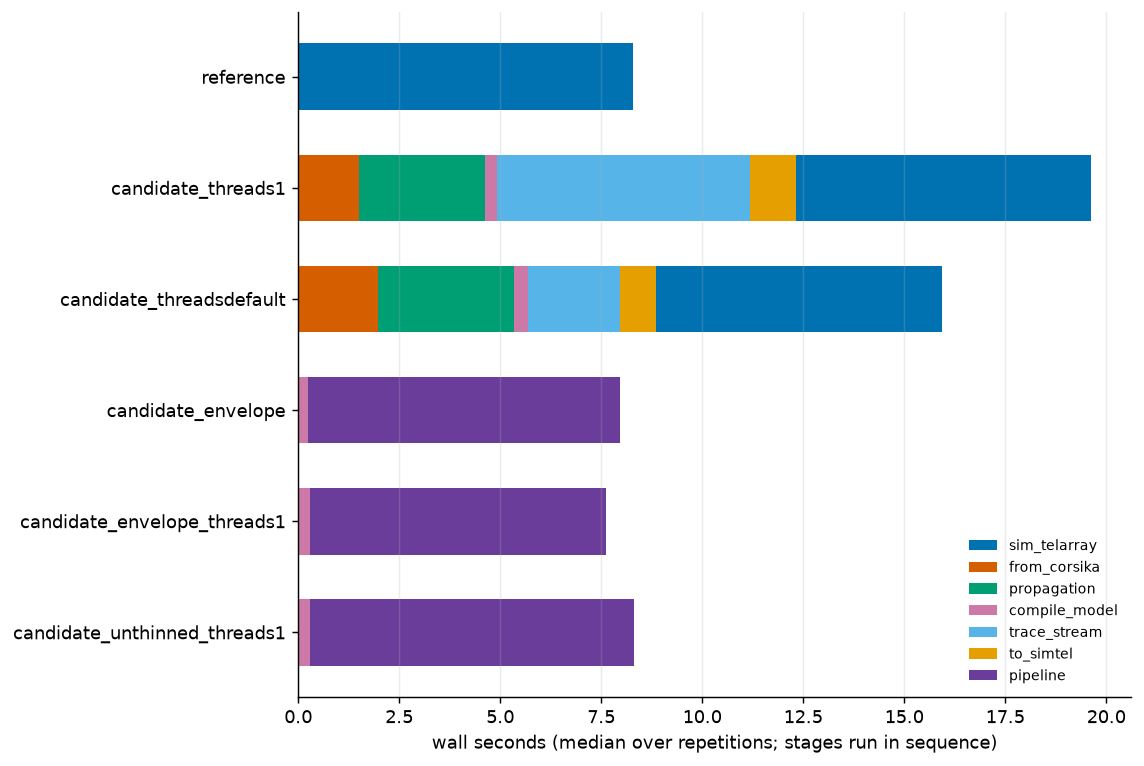 reference
candidate_threads1
candidate_threadsdefault
candidate_envelope
candidate_envelope_threads1
candidate_unthinned_threads1
sim_telarray
from_corsika
propagation
compile_model
trace_stream
to_simtel
pipeline
0.0 2.5 5.0 7.5 10.0 12.5 15.0 17.5 20.0
wall seconds (median over repetitions; stages run in sequence)